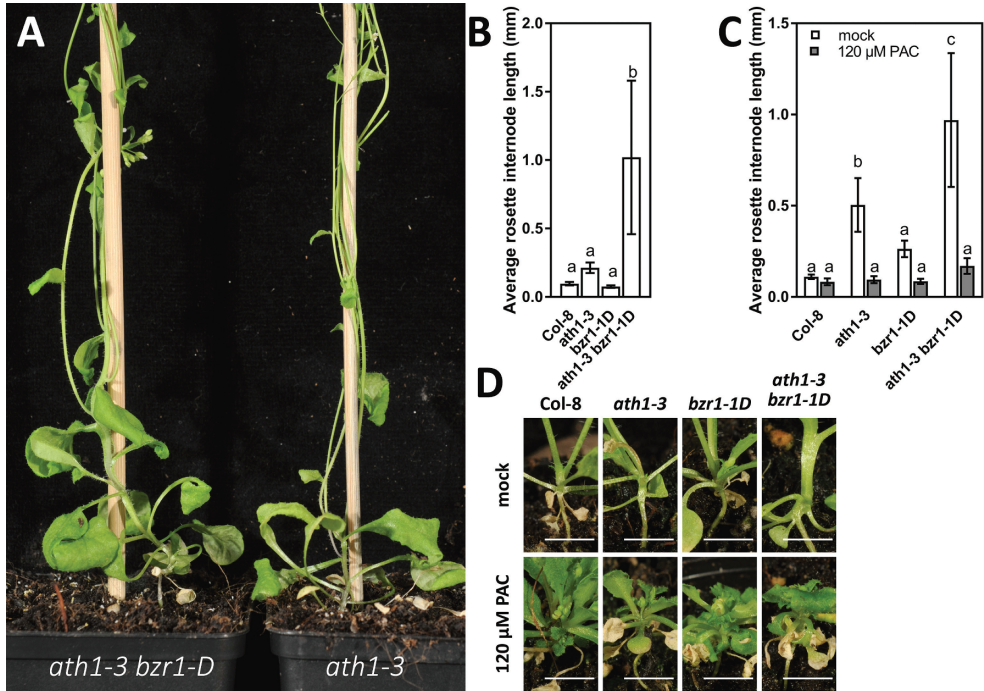 A
ath1-3 bzr1-D
ath1-3
B
Average rosette internode length (mm)
2.0
1.5
1.0
0.5
0.0
a
a
a
b
Col-8
ath1-3
bzr1-1D
ath1-3 bzr1-1D
C
Average rosette internode length (mm)
1.5
1.0
0.5
0.0
mock
120 µM PAC
a
a
b
a
a
a
c
a
Col-8
ath1-3
bzr1-1D
ath1-3 bzr1-1D
D
Col-8
ath1-3
bzr1-1D
ath1-3
bzr1-1D
mock
120 µM PAC